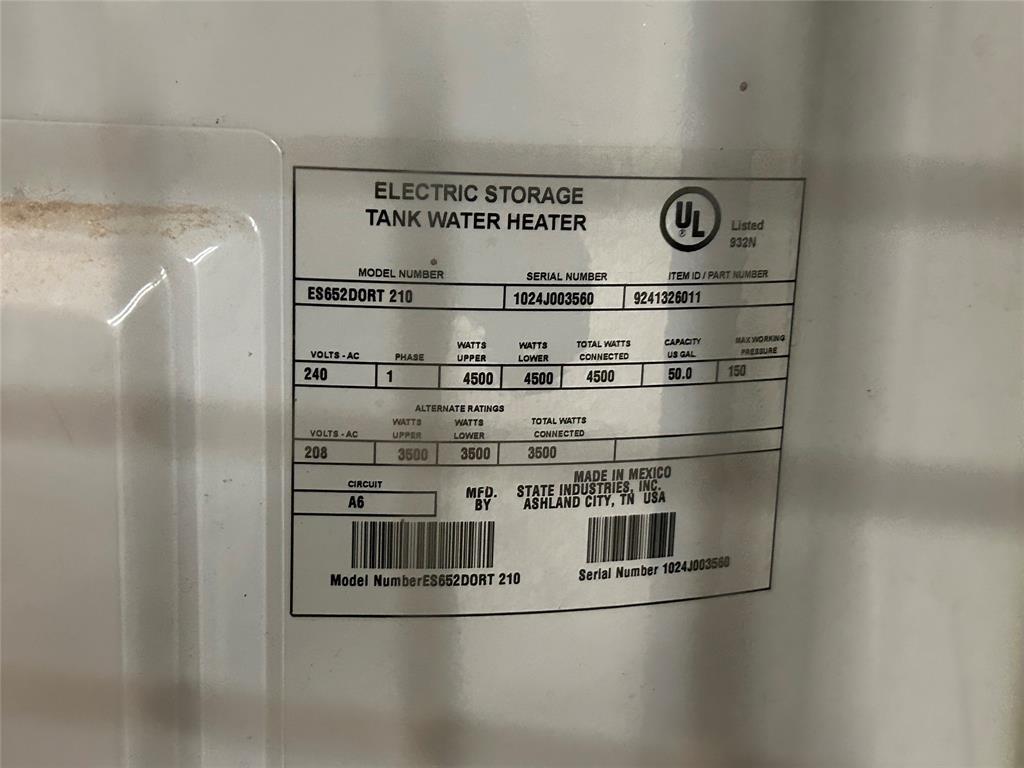 ELECTRIC STORAGE
TANK WATER HEATER
UL
Listed
932N
MODEL NUMBER SERIAL NUMBER ITEM ID / PART NUMBER
ES652DORT 210 1024J003560 9241326011
VOLTS - AC PHASE WATTS UPPER WATTS LOWER TOTAL WATTS CONNECTED CAPACITY US GAL. MAX WORKING PRESSURE
240 1 4500 4500 4500 50.0 150
ALTERNATE RATINGS
VOLTS - AC WATTS UPPER WATTS LOWER TOTAL WATTS CONNECTED
208 3500 3500 3500
CIRCUIT
A6
MFD. BY
MADE IN MEXICO
STATE INDUSTRIES, INC.
ASHLAND CITY, TN USA
Model NumberES652DORT 210
Serial Number 1024J003560